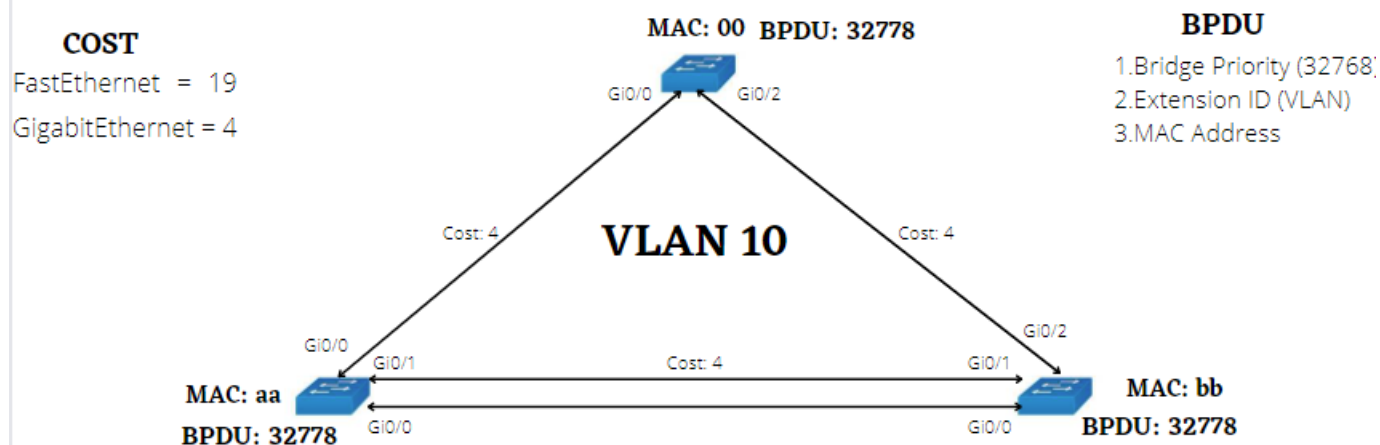 COST
FastEthernet = 19
GigabitEthernet = 4
MAC: 00 BPDU: 32778
BPDU
1.Bridge Priority (32768)
2.Extension ID (VLAN)
3.MAC Address
Gi0/0
Gi0/2
Cost: 4
VLAN 10
Cost: 4
Gi0/0
Gi0/2
Gi0/1
Cost: 4
Gi0/1
MAC: aa
MAC: bb
BPDU: 32778
Gi0/0
Gi0/0
BPDU: 32778